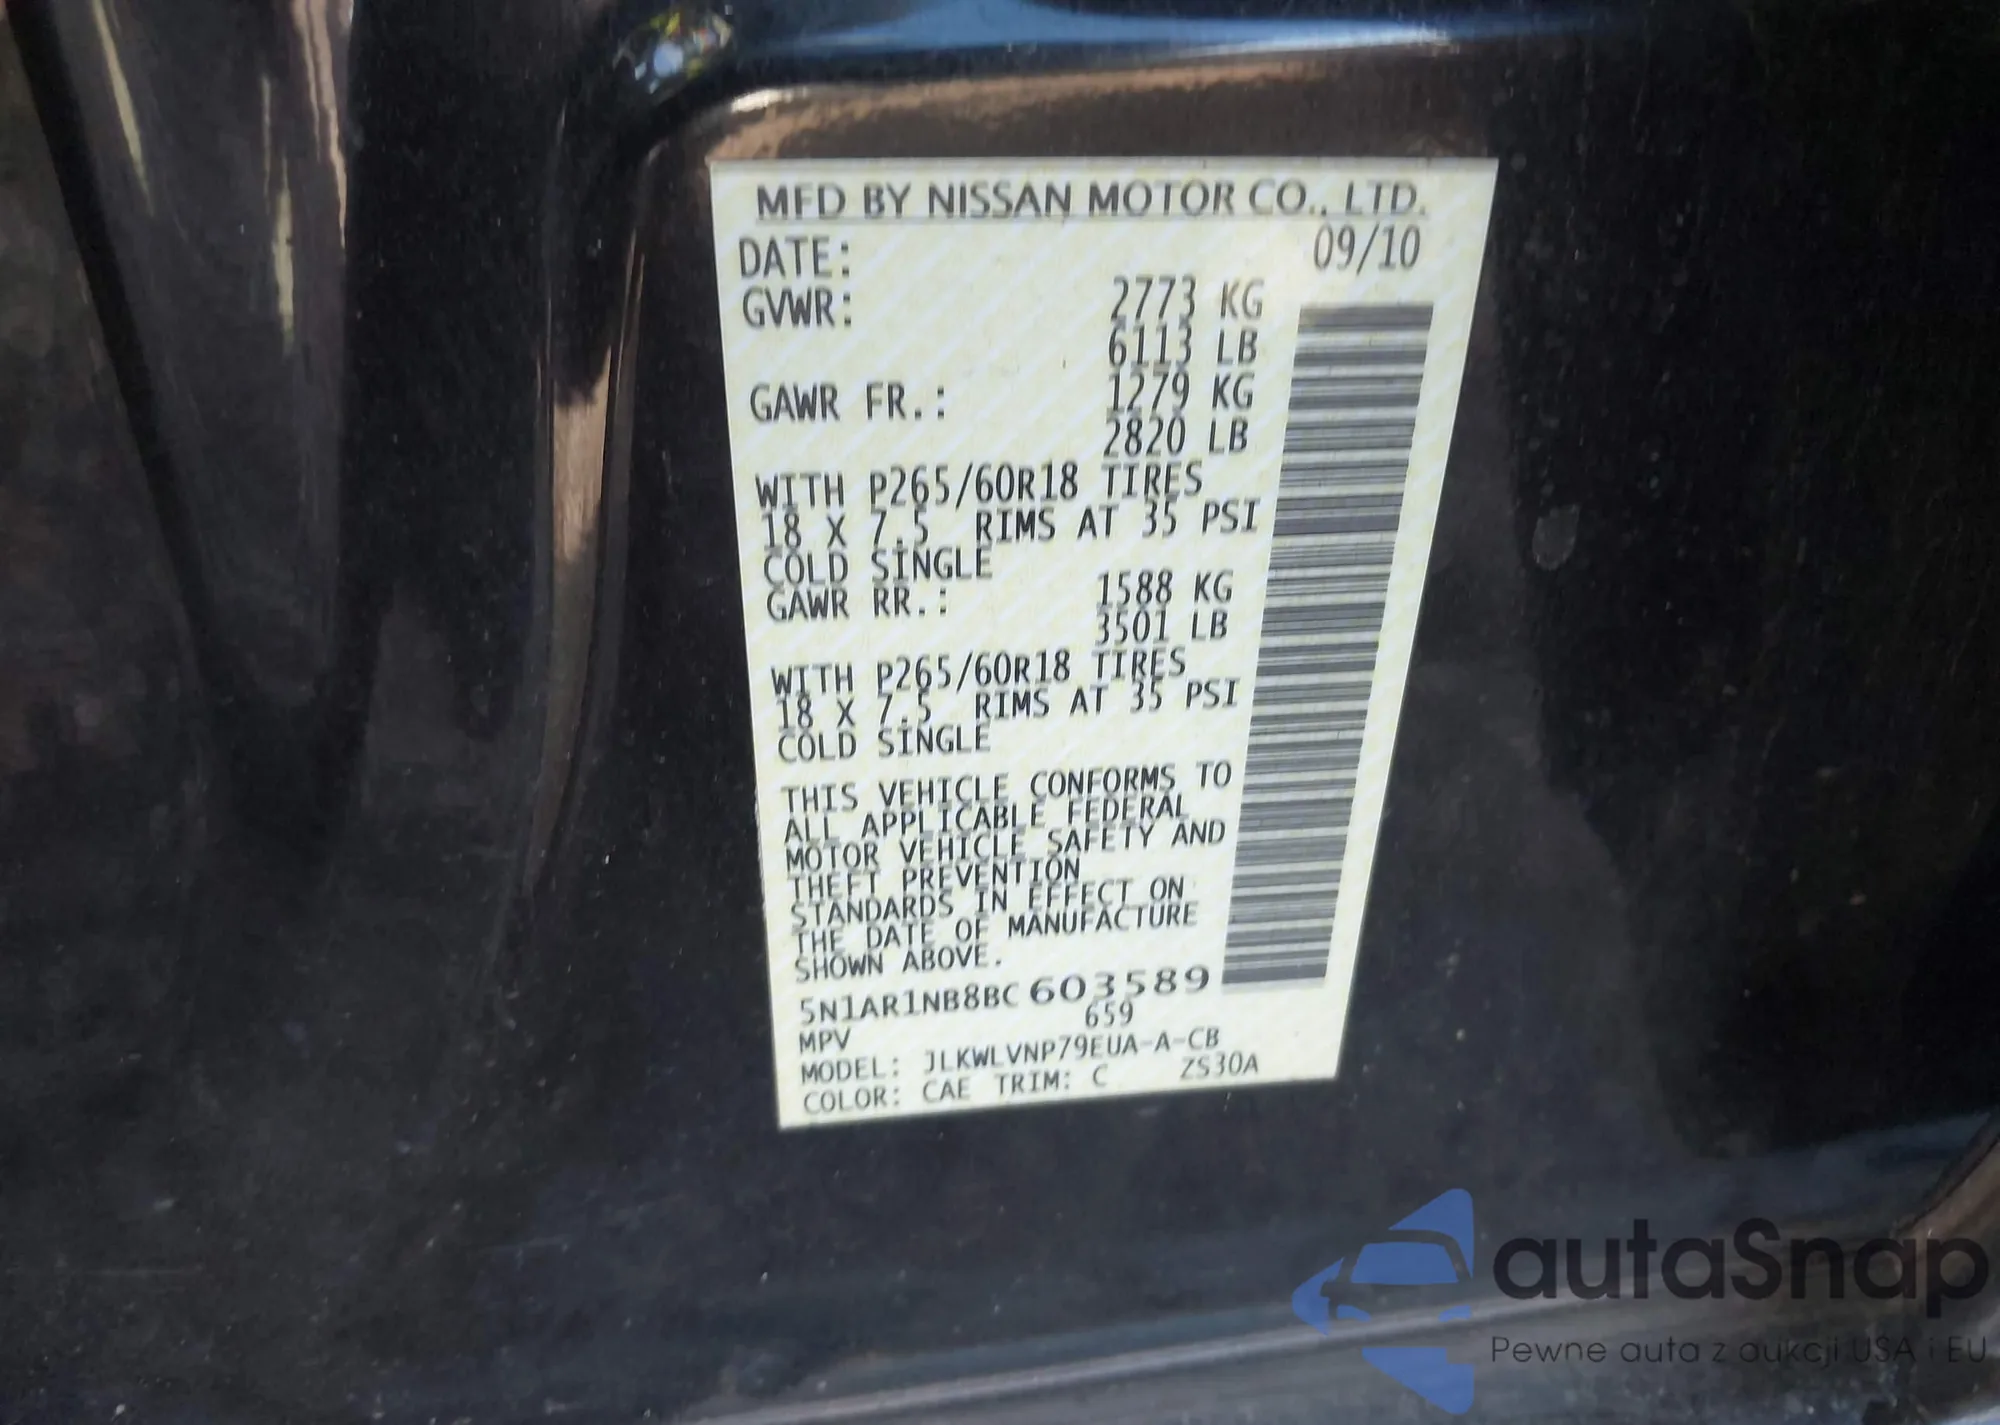 MFD BY NISSAN MOTOR CO., LTD.
DATE: 09/10
GVWR: 2773 KG
6113 LB
GAWR FR.: 1279 KG
2820 LB
WITH P265/60R18 TIRES
18 X 7.5 RIMS AT 35 PSI
COLD SINGLE
GAWR RR.: 1588 KG
3501 LB
WITH P265/60R18 TIRES
18 X 7.5 RIMS AT 35 PSI
COLD SINGLE
THIS VEHICLE CONFORMS TO
ALL APPLICABLE FEDERAL
MOTOR VEHICLE SAFETY AND
THEFT PREVENTION
STANDARDS IN EFFECT ON
THE DATE OF MANUFACTURE
SHOWN ABOVE.
5N1AR1NB8BC603589
MPV 659
MODEL: JLKWLVNP79EUA-A-CB
COLOR: CAE TRIM: C ZS30A
autaSnap
Pewne auta z aukcji USA i EU